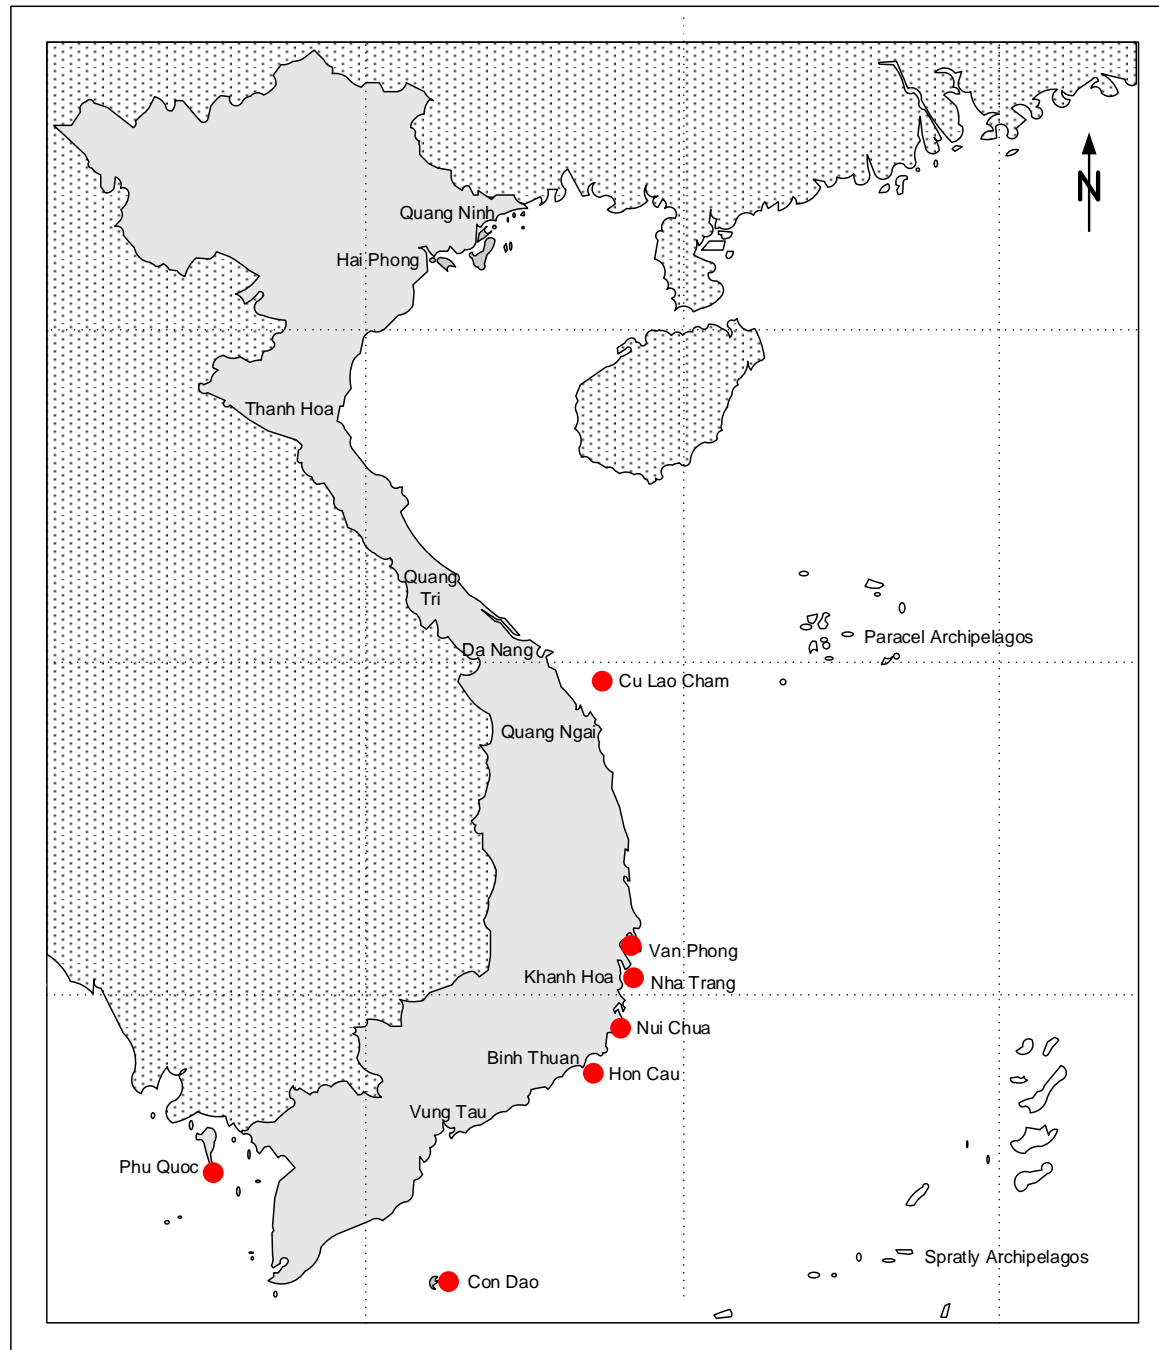 N
Quang Ninh
Hai Phong
Thanh Hoa
Quang
Tri
Paracel Archipelagos
Da Nang
Cu Lao Cham
Quang Ngai
Van Phong
Khanh Hoa
Nha Trang
Nui Chua
Binh Thuan
Hon Cau
Vung Tau
Phu Quoc
Spratly Archipelagos
Con Dao